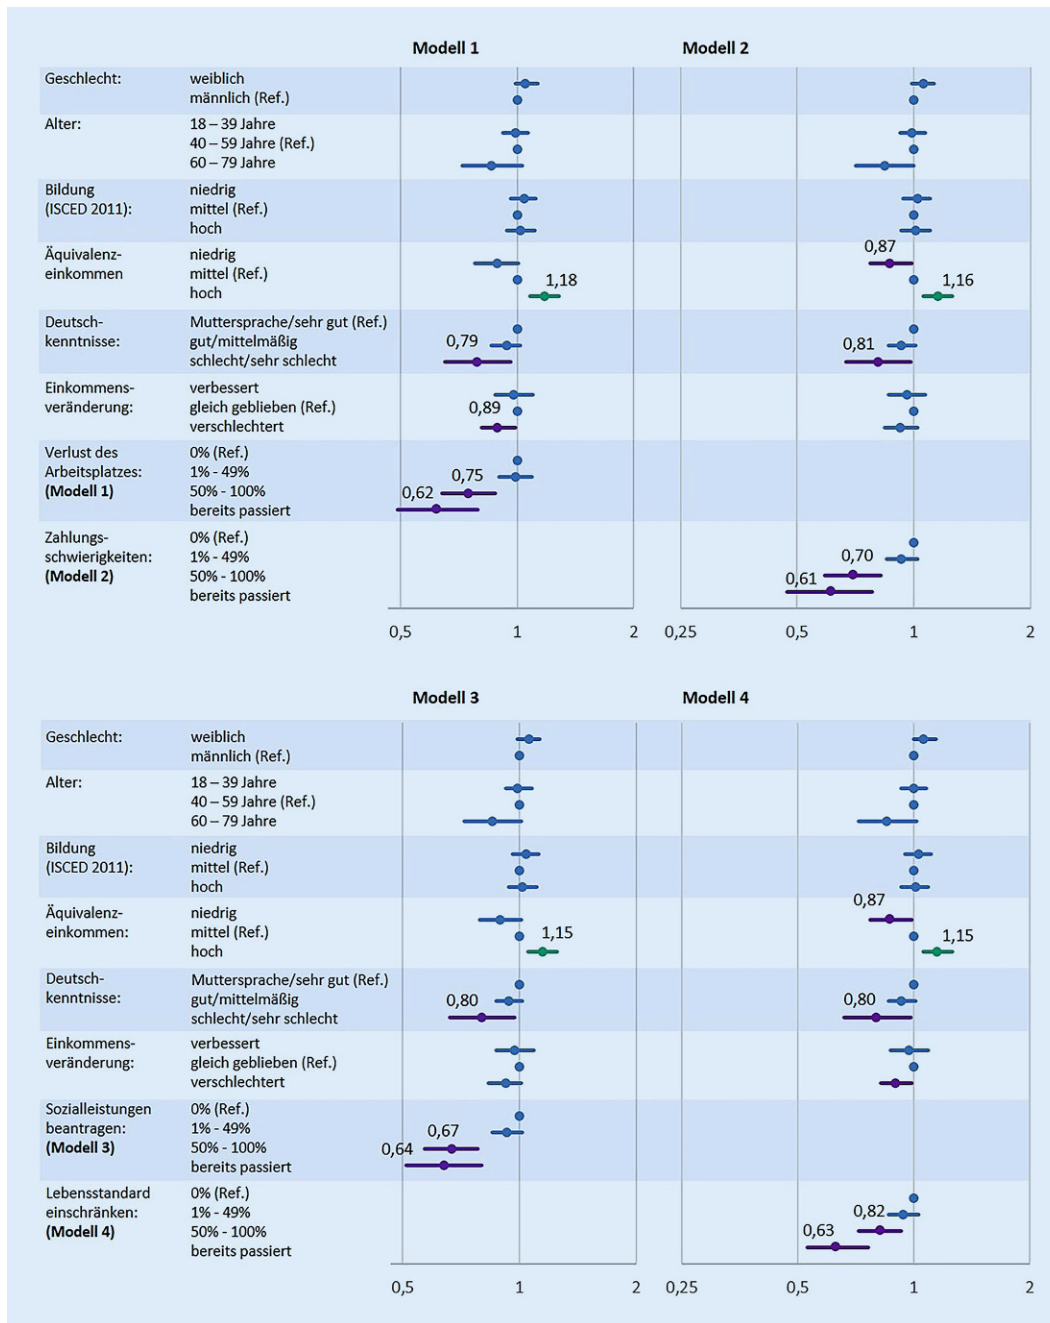 Modell 1 Modell 2
Geschlecht: weiblich
männlich (Ref.)
Alter: 18 – 39 Jahre
40 – 59 Jahre (Ref.)
60 – 79 Jahre
Bildung niedrig
(ISCED 2011): mittel (Ref.)
hoch
Äquivalenz- niedrig 0,87
einkommen mittel (Ref.)
hoch 1,18 1,16
Deutsch- Muttersprache/sehr gut (Ref.)
kenntnisse: gut/mittelmäßig 0,79 0,81
schlecht/sehr schlecht
Einkommens- verbessert
veränderung: gleich geblieben (Ref.) 0,89
verschlechtert
Verlust des 0% (Ref.)
Arbeitsplatzes: 1% - 49% 0,75
(Modell 1) 50% - 100% 0,62
bereits passiert
Zahlungs- 0% (Ref.)
schwierigkeiten: 1% - 49% 0,70
(Modell 2) 50% - 100% 0,61
bereits passiert
0,5 1 2 0,25 0,5 1 2
Modell 3 Modell 4
Geschlecht: weiblich
männlich (Ref.)
Alter: 18 – 39 Jahre
40 – 59 Jahre (Ref.)
60 – 79 Jahre
Bildung niedrig
(ISCED 2011): mittel (Ref.)
hoch
Äquivalenz- niedrig 0,87
einkommen: mittel (Ref.) 1,15 1,15
hoch
Deutsch- Muttersprache/sehr gut (Ref.)
kenntnisse: gut/mittelmäßig 0,80 0,80
schlecht/sehr schlecht
Einkommens- verbessert
veränderung: gleich geblieben (Ref.)
verschlechtert
Sozialleistungen 0% (Ref.)
beantragen: 1% - 49% 0,67
(Modell 3) 50% - 100% 0,64
bereits passiert
Lebensstandard 0% (Ref.)
einschränken: 1% - 49% 0,82
(Modell 4) 50% - 100% 0,63
bereits passiert
0,5 1 2 0,25 0,5 1 2